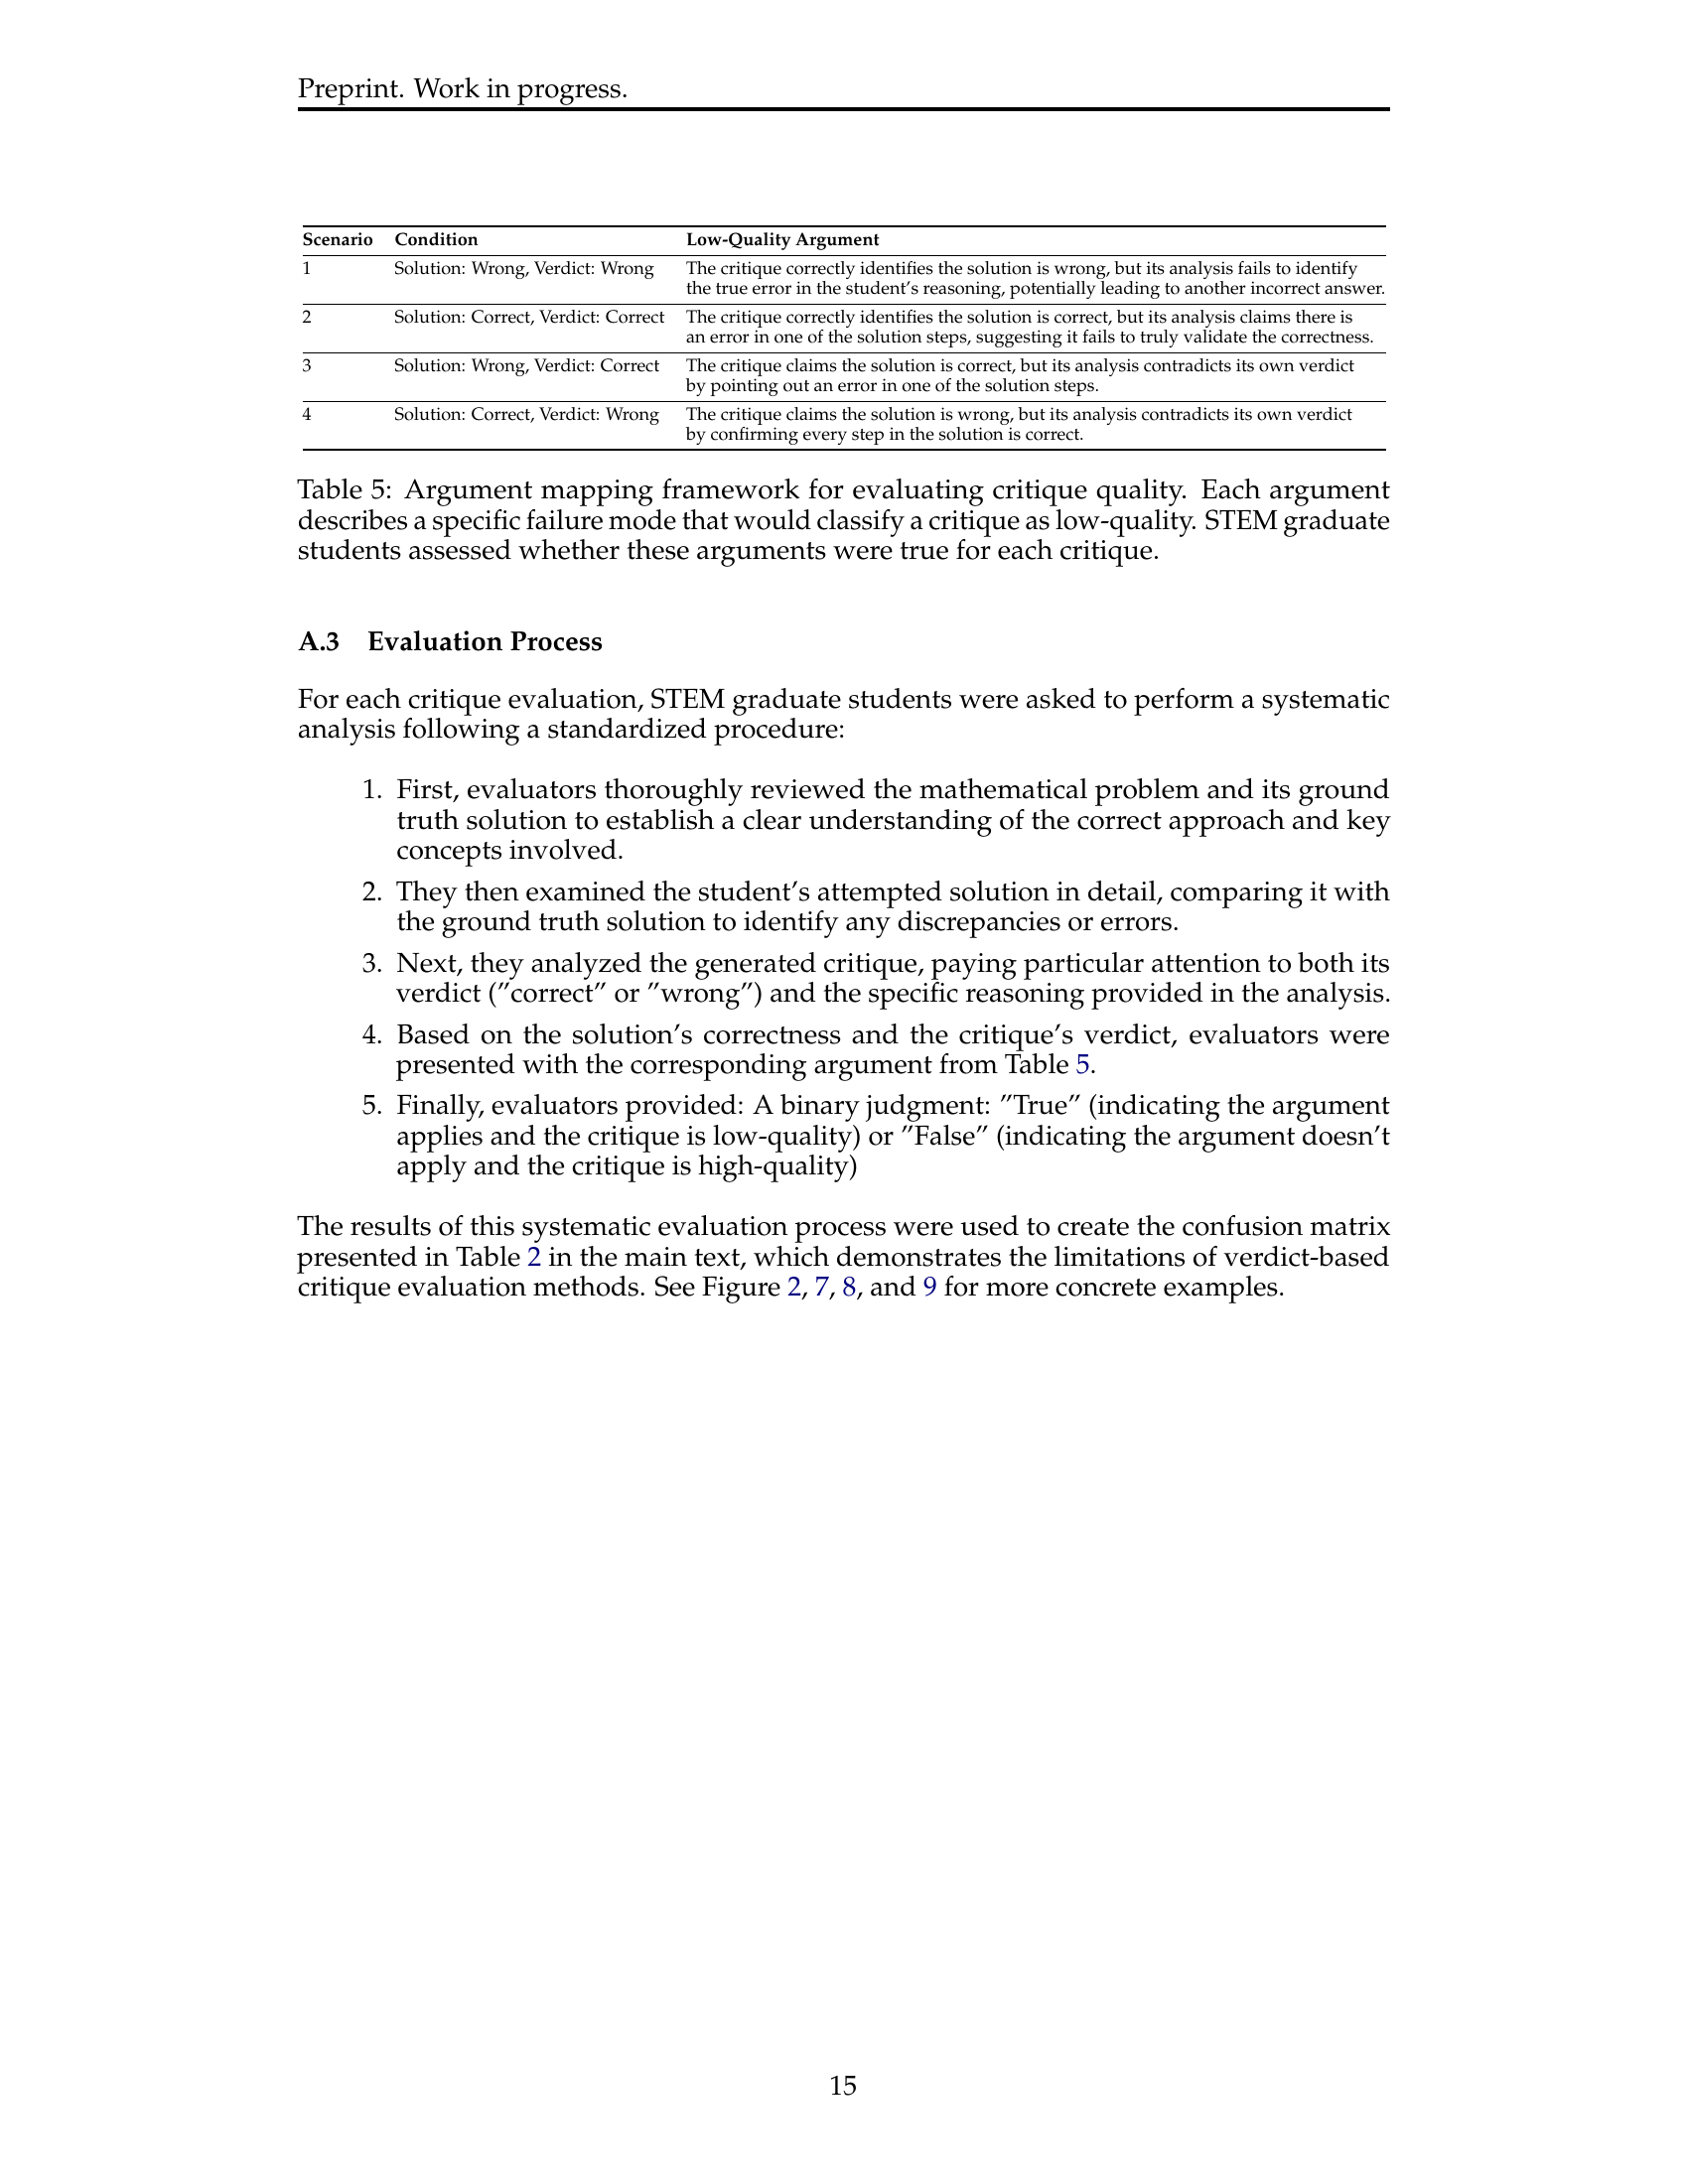 Preprint. Work in progress.
Scenario Condition Low-Quality Argument
1 Solution: Wrong, Verdict: Wrong The critique correctly identifies the solution is wrong, but its analysis fails to identify
the true error in the student's reasoning, potentially leading to another incorrect answer.
2 Solution: Correct, Verdict: Correct The critique correctly identifies the solution is correct, but its analysis claims there is
an error in one of the solution steps, suggesting it fails to truly validate the correctness.
3 Solution: Wrong, Verdict: Correct The critique claims the solution is correct, but its analysis contradicts its own verdict
by pointing out an error in one of the solution steps.
4 Solution: Correct, Verdict: Wrong The critique claims the solution is wrong, but its analysis contradicts its own verdict
by confirming every step in the solution is correct.
Table 5: Argument mapping framework for evaluating critique quality. Each argument
describes a specific failure mode that would classify a critique as low-quality. STEM graduate
students assessed whether these arguments were true for each critique.
A.3 Evaluation Process
For each critique evaluation, STEM graduate students were asked to perform a systematic
analysis following a standardized procedure:
1. First, evaluators thoroughly reviewed the mathematical problem and its ground
truth solution to establish a clear understanding of the correct approach and key
concepts involved.
2. They then examined the student's attempted solution in detail, comparing it with
the ground truth solution to identify any discrepancies or errors.
3. Next, they analyzed the generated critique, paying particular attention to both its
verdict (”correct” or ”wrong”) and the specific reasoning provided in the analysis.
4. Based on the solution's correctness and the critique's verdict, evaluators were
presented with the corresponding argument from Table 5.
5. Finally, evaluators provided: A binary judgment: ”True” (indicating the argument
applies and the critique is low-quality) or ”False” (indicating the argument doesn't
apply and the critique is high-quality)
The results of this systematic evaluation process were used to create the confusion matrix
presented in Table 2 in the main text, which demonstrates the limitations of verdict-based
critique evaluation methods. See Figure 2, 7, 8, and 9 for more concrete examples.
15